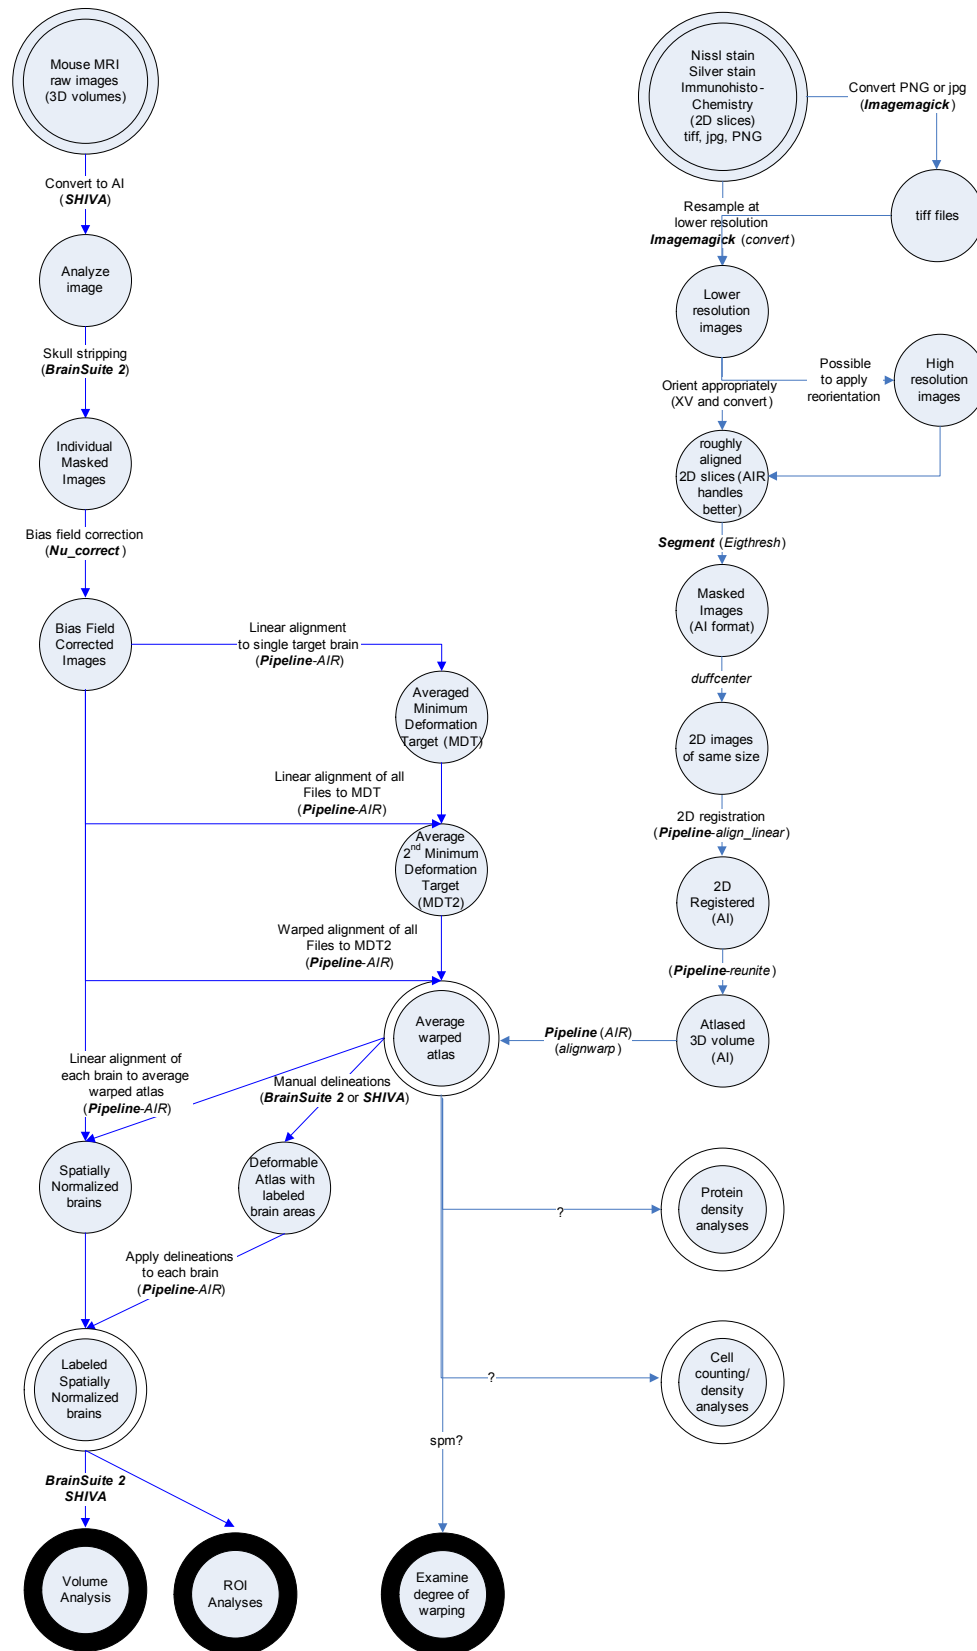 Mouse MRI
raw images
(3D volumes)
Convert to AI
(SHIVA)
Analyze
image
Skull stripping
(BrainSuite 2)
Individual
Masked
Images
Bias field correction
(Nu_correct)
Bias Field
Corrected
Images
Linear alignment
to single target brain
(Pipeline-AIR)
Averaged
Minimum
Deformation
Target (MDT)
Linear alignment of all
Files to MDT
(Pipeline-AIR)
Average
2nd Minimum
Deformation
Target
(MDT2)
Warped alignment of all
Files to MDT2
(Pipeline-AIR)
Average
warped
atlas
Linear alignment of
each brain to average
warped atlas
(Pipeline-AIR)
Manual delineations
(BrainSuite 2 or SHIVA)
Spatially
Normalized
brains
Deformable
Atlas with
labeled
brain areas
Apply delineations
to each brain
(Pipeline-AIR)
Labeled
Spatially
Normalized
brains
BrainSuite 2
SHIVA
Volume
Analysis
ROI
Analyses
Nissl stain
Silver stain
Immunohisto-
Chemistry
(2D slices)
tiff, jpg, PNG
Convert PNG or jpg
(Imagemagick)
tiff files
Resample at
lower resolution
Imagemagick (convert)
Lower
resolution
images
Possible
to apply
reorientation
High
resolution
images
Orient appropriately
(XV and convert)
roughly
aligned
2D slices (AIR
handles
better)
Segment (Eigthresh)
Masked
Images
(AI format)
duffcenter
2D images
of same size
2D registration
(Pipeline-align_linear)
2D
Registered
(AI)
(Pipeline-reunite)
Atlased
3D volume
(AI)
Pipeline (AIR)
(alignwarp)
?
Protein
density
analyses
?
Cell
counting/
density
analyses
spm?
Examine
degree of
warping